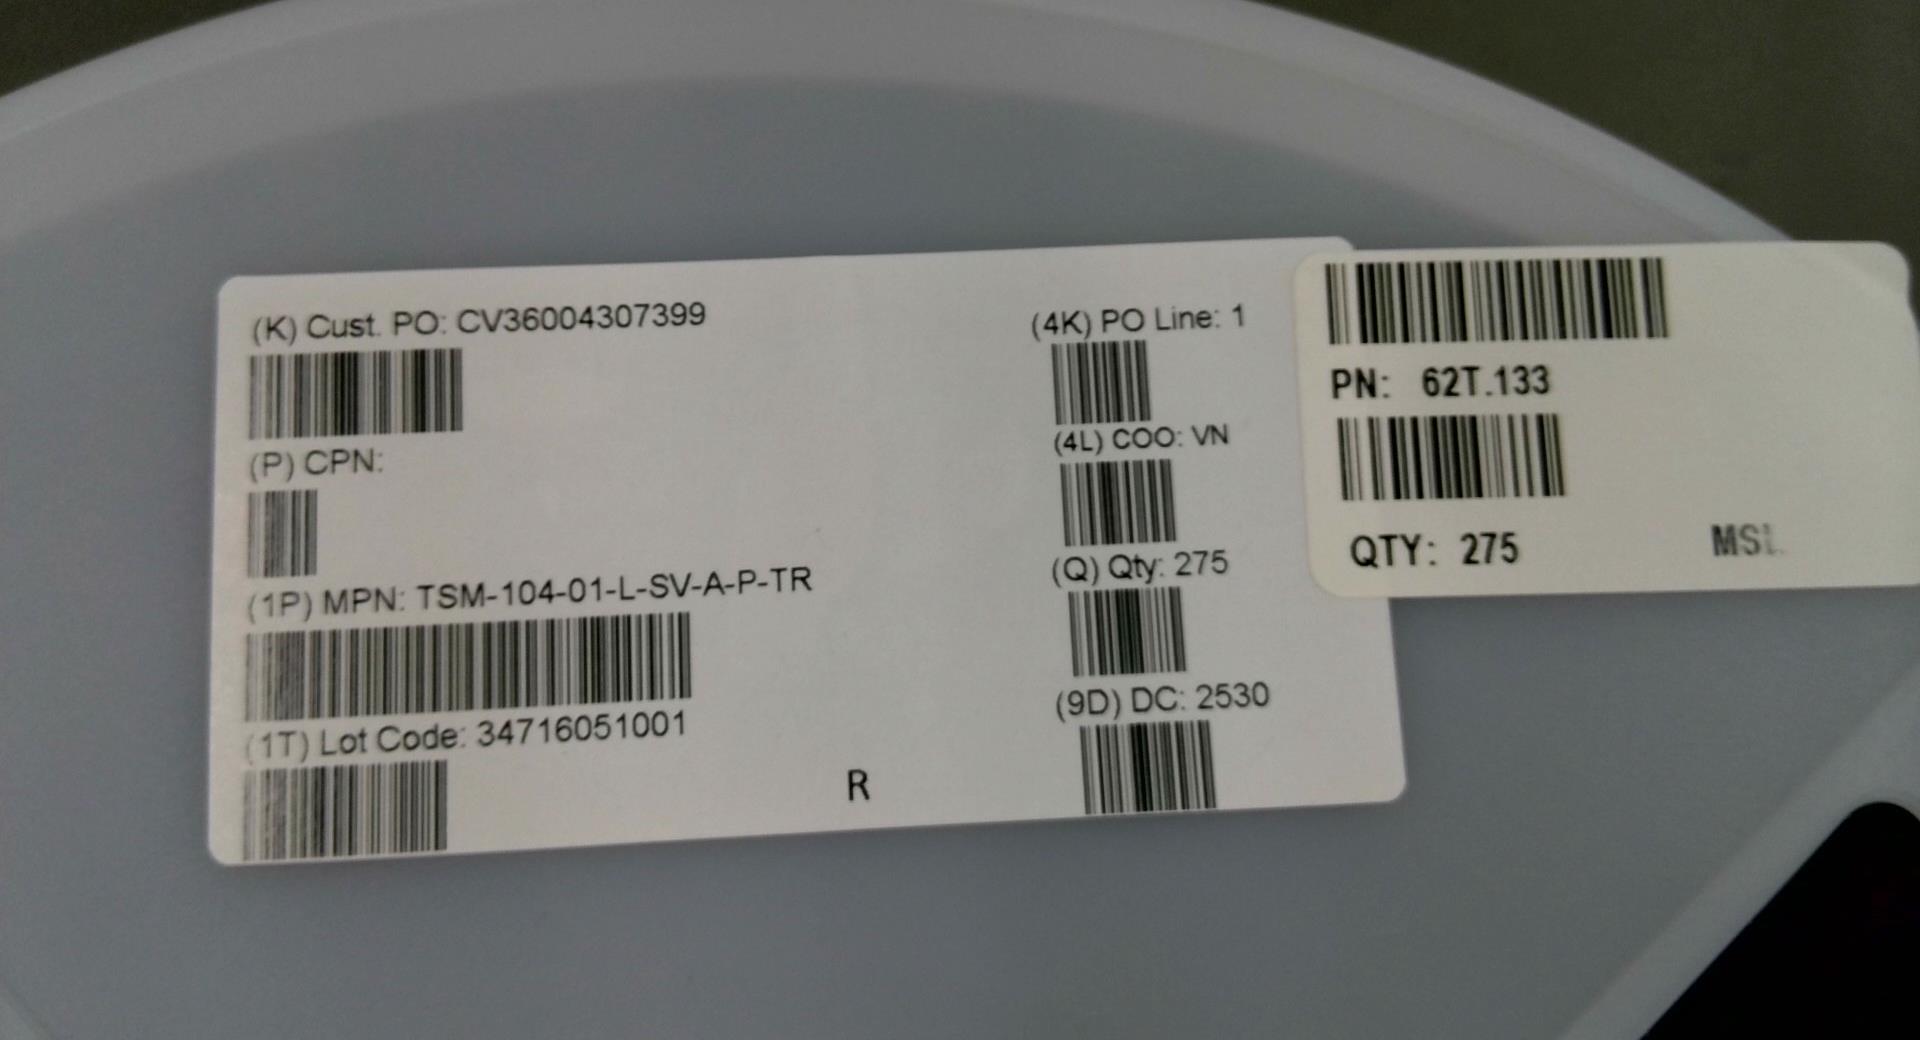 (K) Cust. PO: CV36004307399
(P) CPN:
(1P) MPN: TSM-104-01-L-SV-A-P-TR
(1T) Lot Code: 34716051001
R
(4K) PO Line: 1
(4L) COO: VN
(Q) Qty: 275
(9D) DC: 2530
PN: 62T.133
QTY: 275